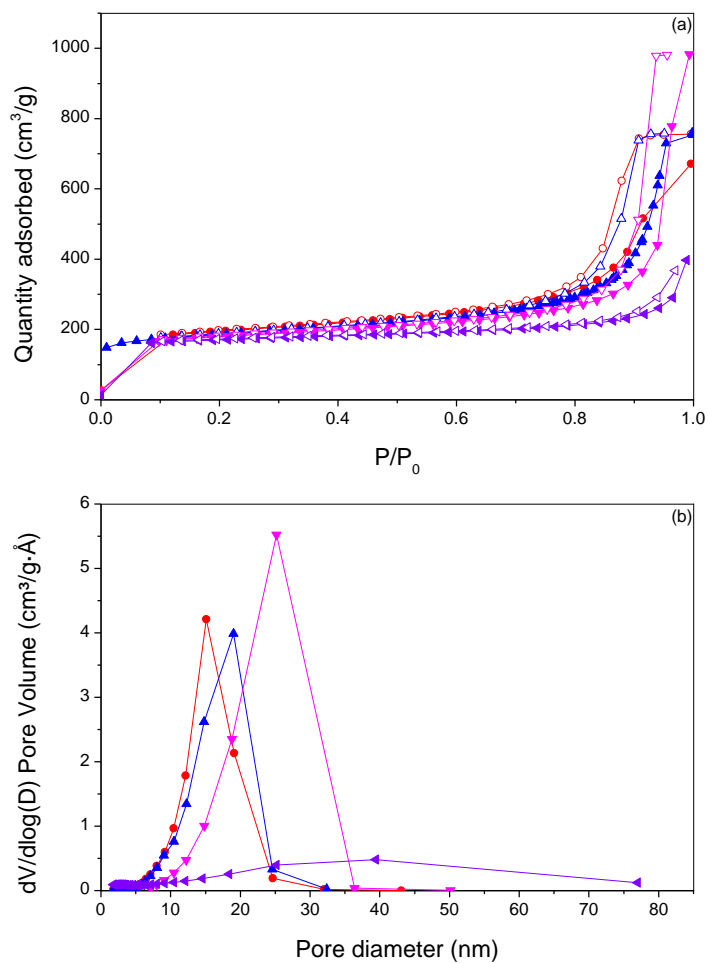 (a)
1000
800
600
400
200
0
Quantity adsorbed (cm³/g)
0.0 0.2 0.4 0.6 0.8 1.0
P/P₀
(b)
6
5
4
3
2
1
0
dV/dlog(D) Pore Volume (cm³/g·Å)
0 10 20 30 40 50 60 70 80
Pore diameter (nm)